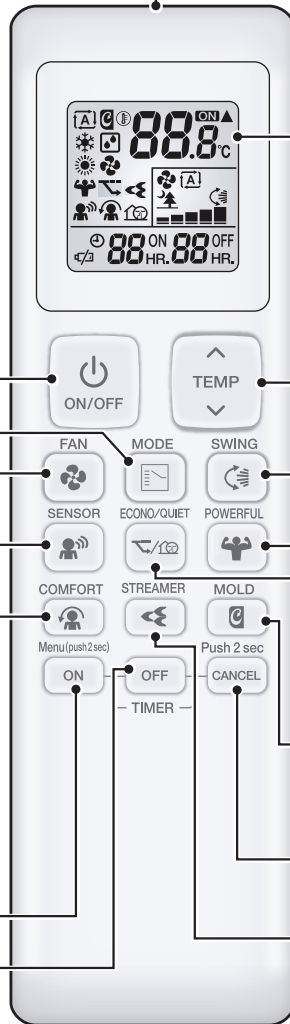 A ON
88.8°C
A
ON OFF
88 HR. 88 HR.
ON/OFF
TEMP
FAN MODE SWING
SENSOR ECONO/QUIET POWERFUL
COMFORT STREAMER MOLD
Menu(push 2 sec) Push 2 sec
ON OFF CANCEL
TIMER